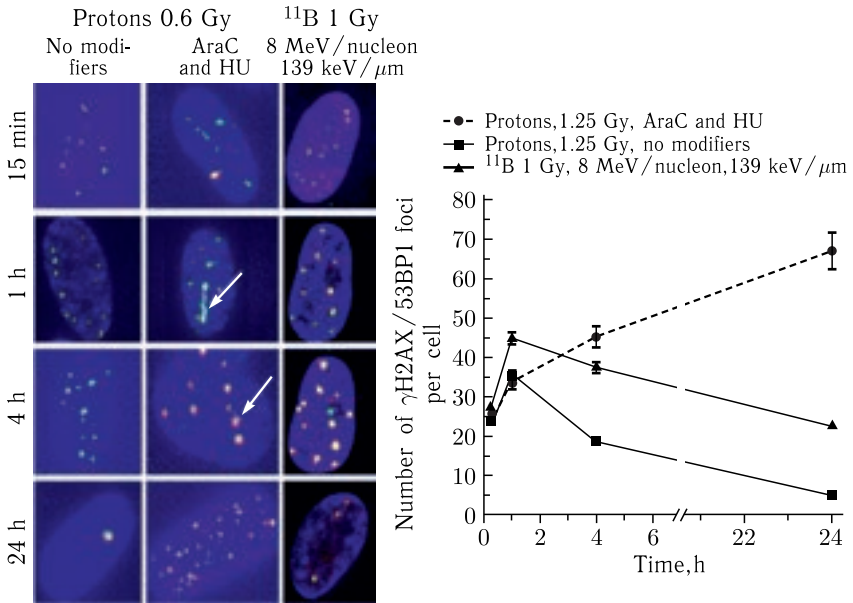 Protons 0.6 Gy
¹¹B 1 Gy
No modi-
fiers
AraC
and HU
8 MeV/nucleon
139 keV/μm
15 min
1 h
4 h
24 h
Protons,1.25 Gy, AraC and HU
Protons,1.25 Gy, no modifiers
¹¹B 1 Gy, 8 MeV/nucleon,139 keV/μm
Number of γH2AX/53BP1 foci
per cell
80
70
60
50
40
30
20
10
0
0 2 4 6 22 24
Time,h